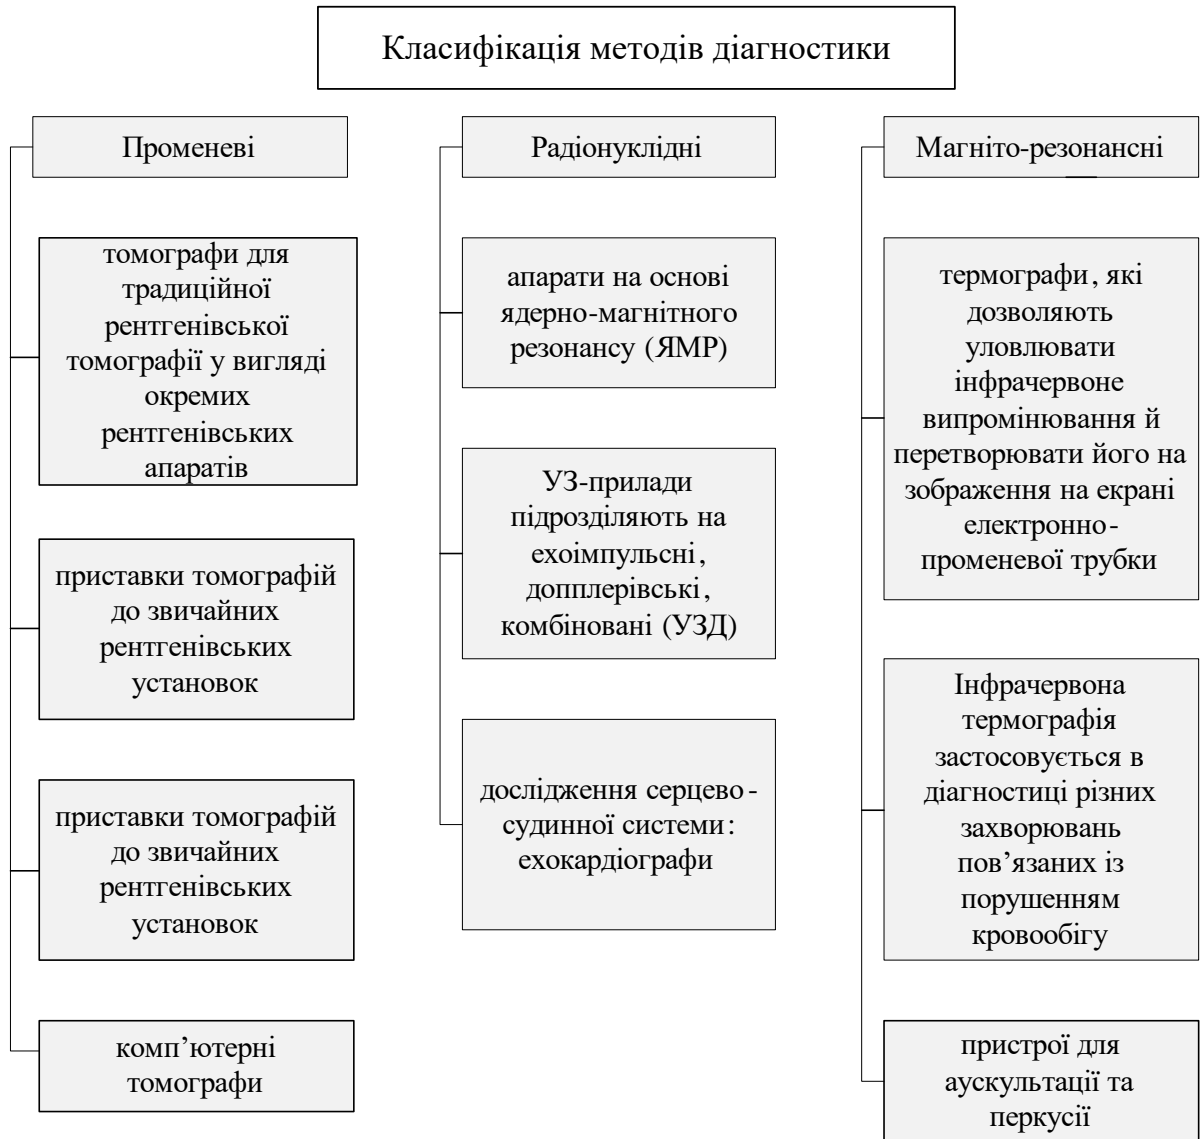 Класифікація методів діагностики
Променеві
томографи для
традиційної
рентгенівської
томографії у вигляді
окремих
рентгенівських
апаратів
приставки томографій
до звичайних
рентгенівських
установок
приставки томографій
до звичайних
рентгенівських
установок
комп’ютерні
томографи
Радіонуклідні
апарати на основі
ядерно-магнітного
резонансу (ЯМР)
УЗ-прилади
підрозділяють на
ехоімпульсні,
допплерівські,
комбіновані (УЗД)
дослідження серцево-
судинної системи:
ехокардіографи
Магніто-резонансні
термографи, які
дозволяють
уловлювати
інфрачервоне
випромінювання й
перетворювати його на
зображення на екрані
електронно-
променевої трубки
Інфрачервона
термографія
застосовується в
діагностиці різних
захворювань
пов’язаних із
порушенням
кровообігу
пристрої для
аускультації та
перкусії